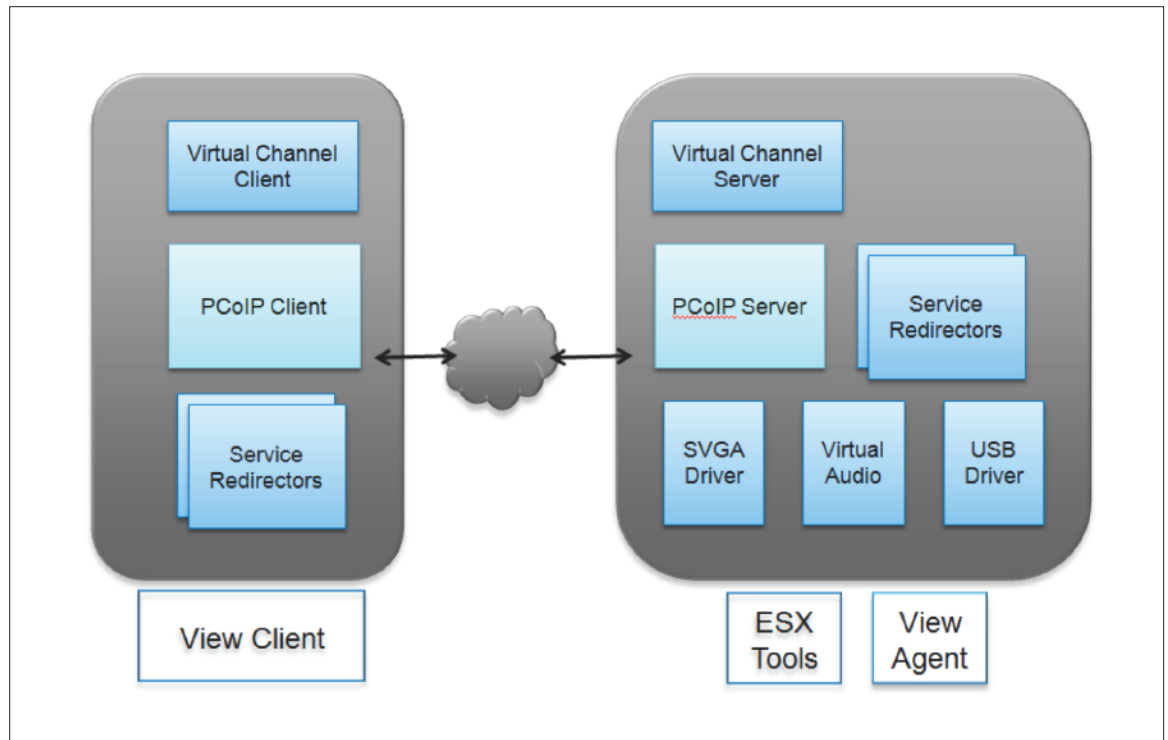 Virtual Channel
Client
PCoIP Client
Service
Redirectors
View Client
Virtual Channel
Server
PCoIP Server
Service
Redirectors
SVGA
Driver
Virtual
Audio
USB
Driver
ESX
Tools
View
Agent